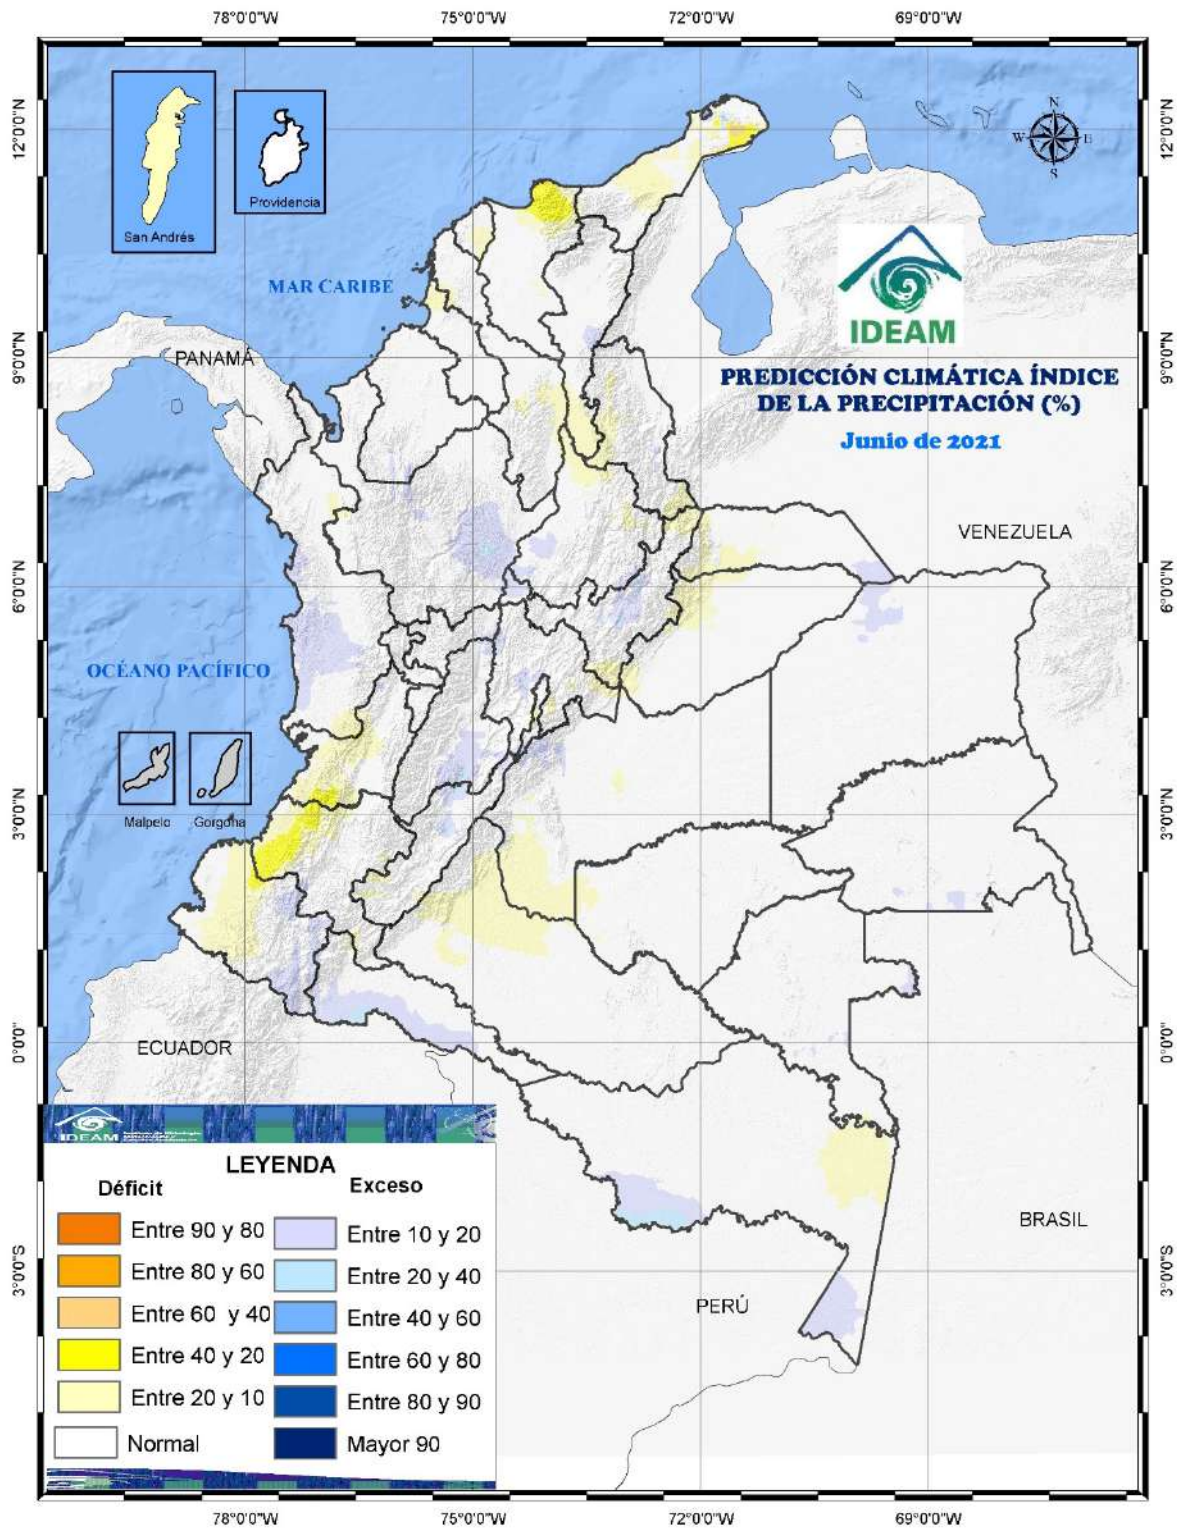 78°0'0"W 75°0'0"W 72°0'0"W 69°0'0"W
12°0'0"N
9°0'0"N
6°0'0"N
3°0'0"N
0°0'0"
3°0'0"S
San Andrés
Providencia
N
W E
S
MAR CARIBE
IDEAM
PANAMÁ
PREDICCIÓN CLIMÁTICA ÍNDICE
DE LA PRECIPITACIÓN (%)
Junio de 2021
VENEZUELA
OCÉANO PACÍFICO
Malpelo
Gorgona
ECUADOR
BRASIL
PERÚ
IDEAM
LEYENDA
Déficit
Entre 90 y 80
Entre 80 y 60
Entre 60 y 40
Entre 40 y 20
Entre 20 y 10
Normal
Exceso
Entre 10 y 20
Entre 20 y 40
Entre 40 y 60
Entre 60 y 80
Entre 80 y 90
Mayor 90
12°0'0"N
9°0'0"N
6°0'0"N
3°0'0"N
0°0'0"
3°0'0"S
78°0'0"W 75°0'0"W 72°0'0"W 69°0'0"W